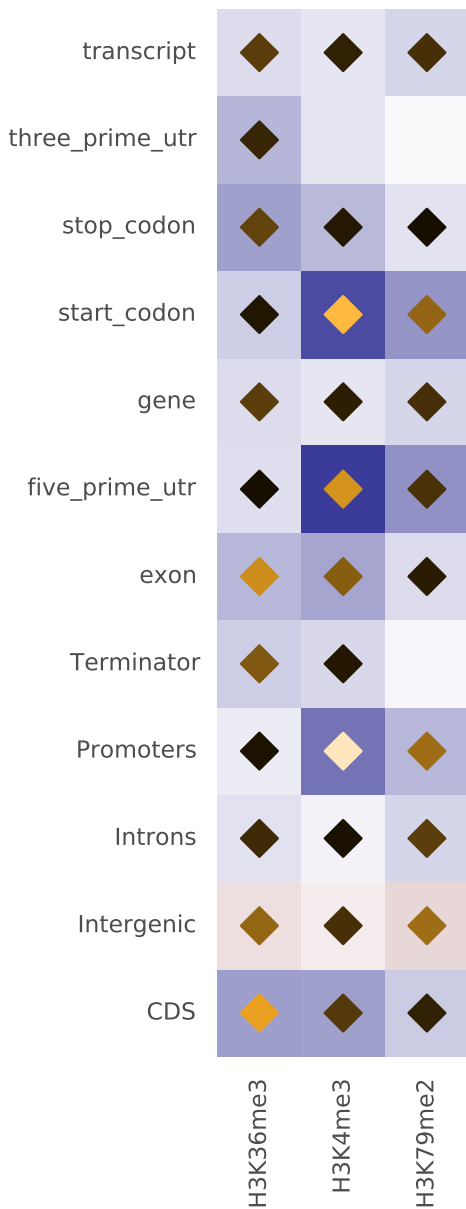 transcript
three_prime_utr
stop_codon
start_codon
gene
five_prime_utr
exon
Terminator
Promoters
Introns
Intergenic
CDS
H3K36me3
H3K4me3
H3K79me2